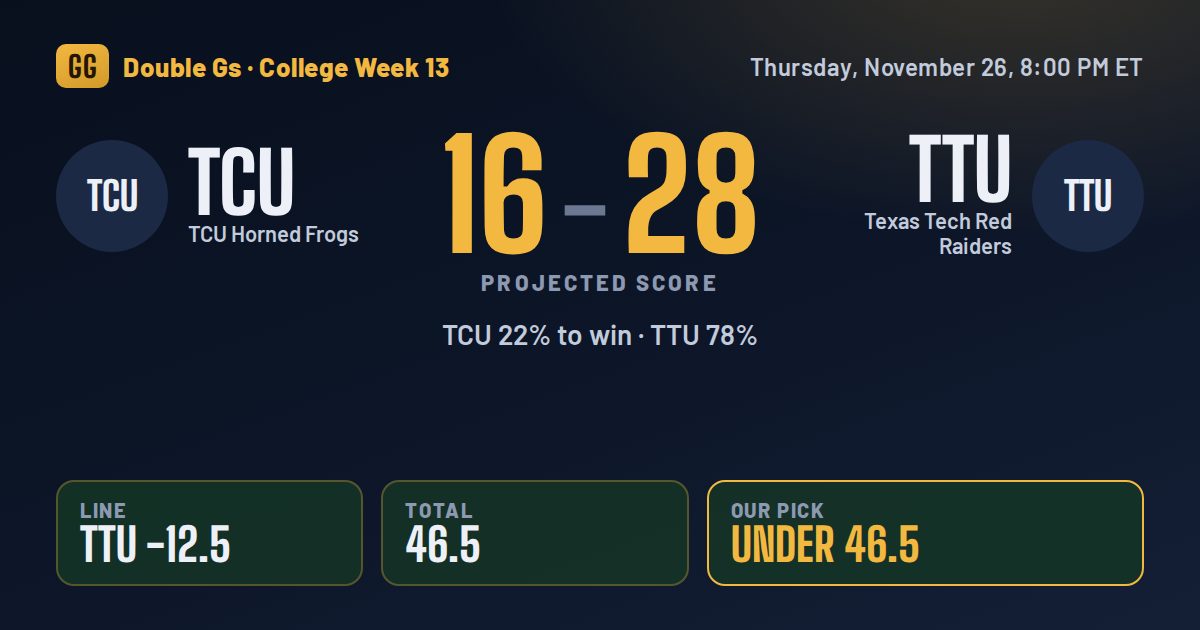 GG
Double Gs · College Week 13
Thursday, November 26, 8:00 PM ET
TCU
TCU
TCU Horned Frogs
16 – 28
PROJECTED SCORE
TCU 22% to win · TTU 78%
TTU
Texas Tech Red
Raiders
TTU
LINE
TTU −12.5
TOTAL
46.5
OUR PICK
UNDER 46.5